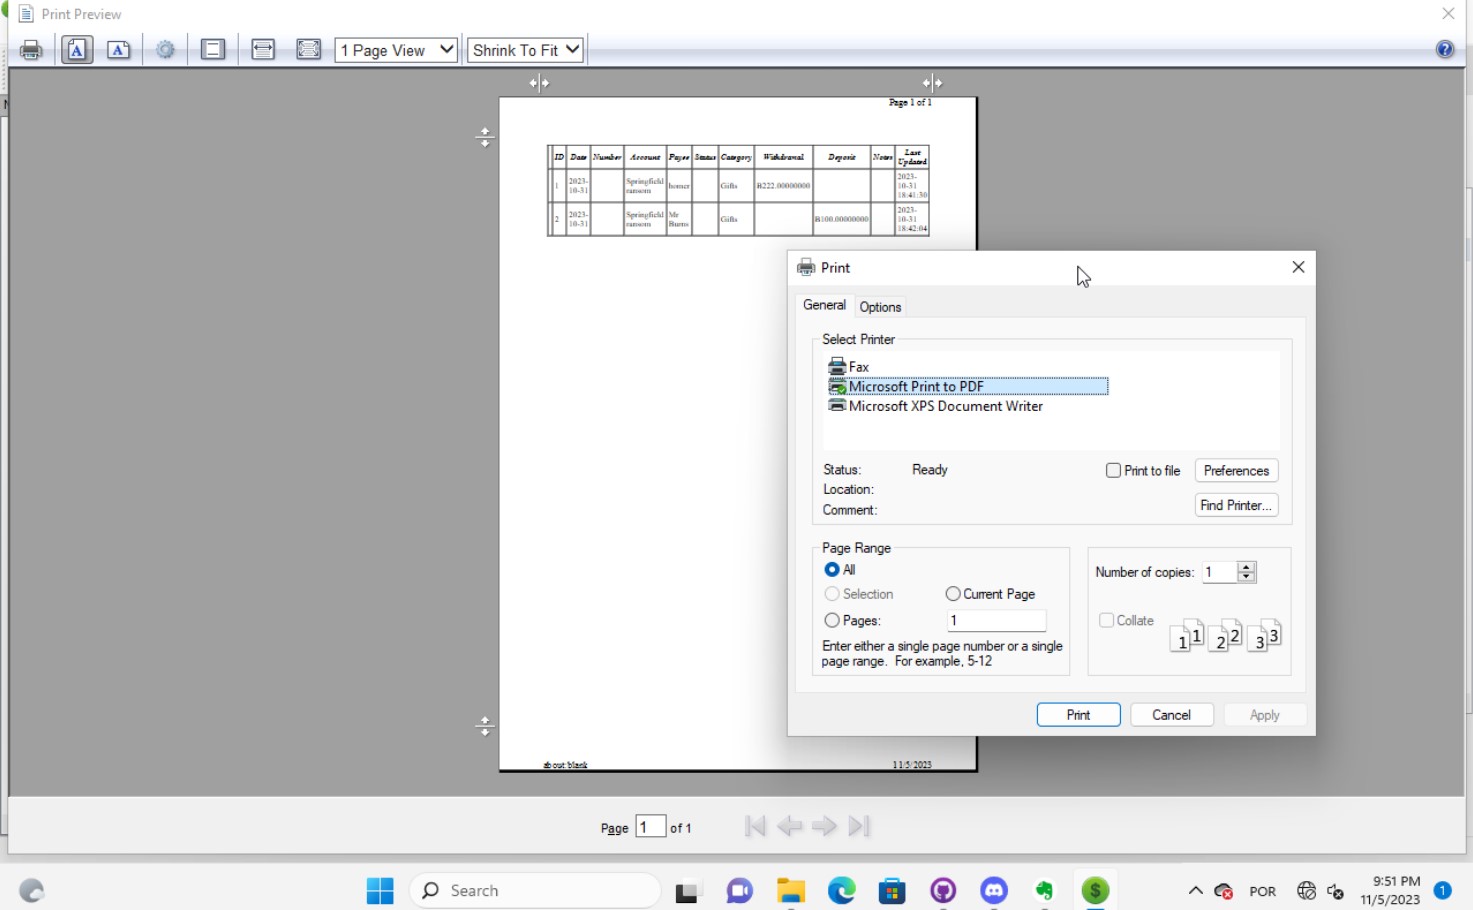 Print Preview
1 Page View
Shrink To Fit
Page 1 of 1
ID Date Number Account Payee Status Category Withdrawal Deposit Notes Last Updated
1 2023-10-31 Springfield ransom homer Gifts B222.00000000 2023-10-31 18:41:30
2 2023-10-31 Springfield ransom Mr Burns Gifts B100.00000000 2023-10-31 18:42:04
Print
General Options
Select Printer
Fax
Microsoft Print to PDF
Microsoft XPS Document Writer
Status: Ready
Print to file Preferences
Location:
Comment:
Find Printer...
Page Range
All
Selection Current Page
Pages: 1
Enter either a single page number or a single
page range. For example, 5-12
Number of copies: 1
Collate
1 1 2 2 3 3
Print Cancel Apply
about:blank 11/5/2023
Page 1 of 1
Search
POR
9:51 PM
11/5/2023
1